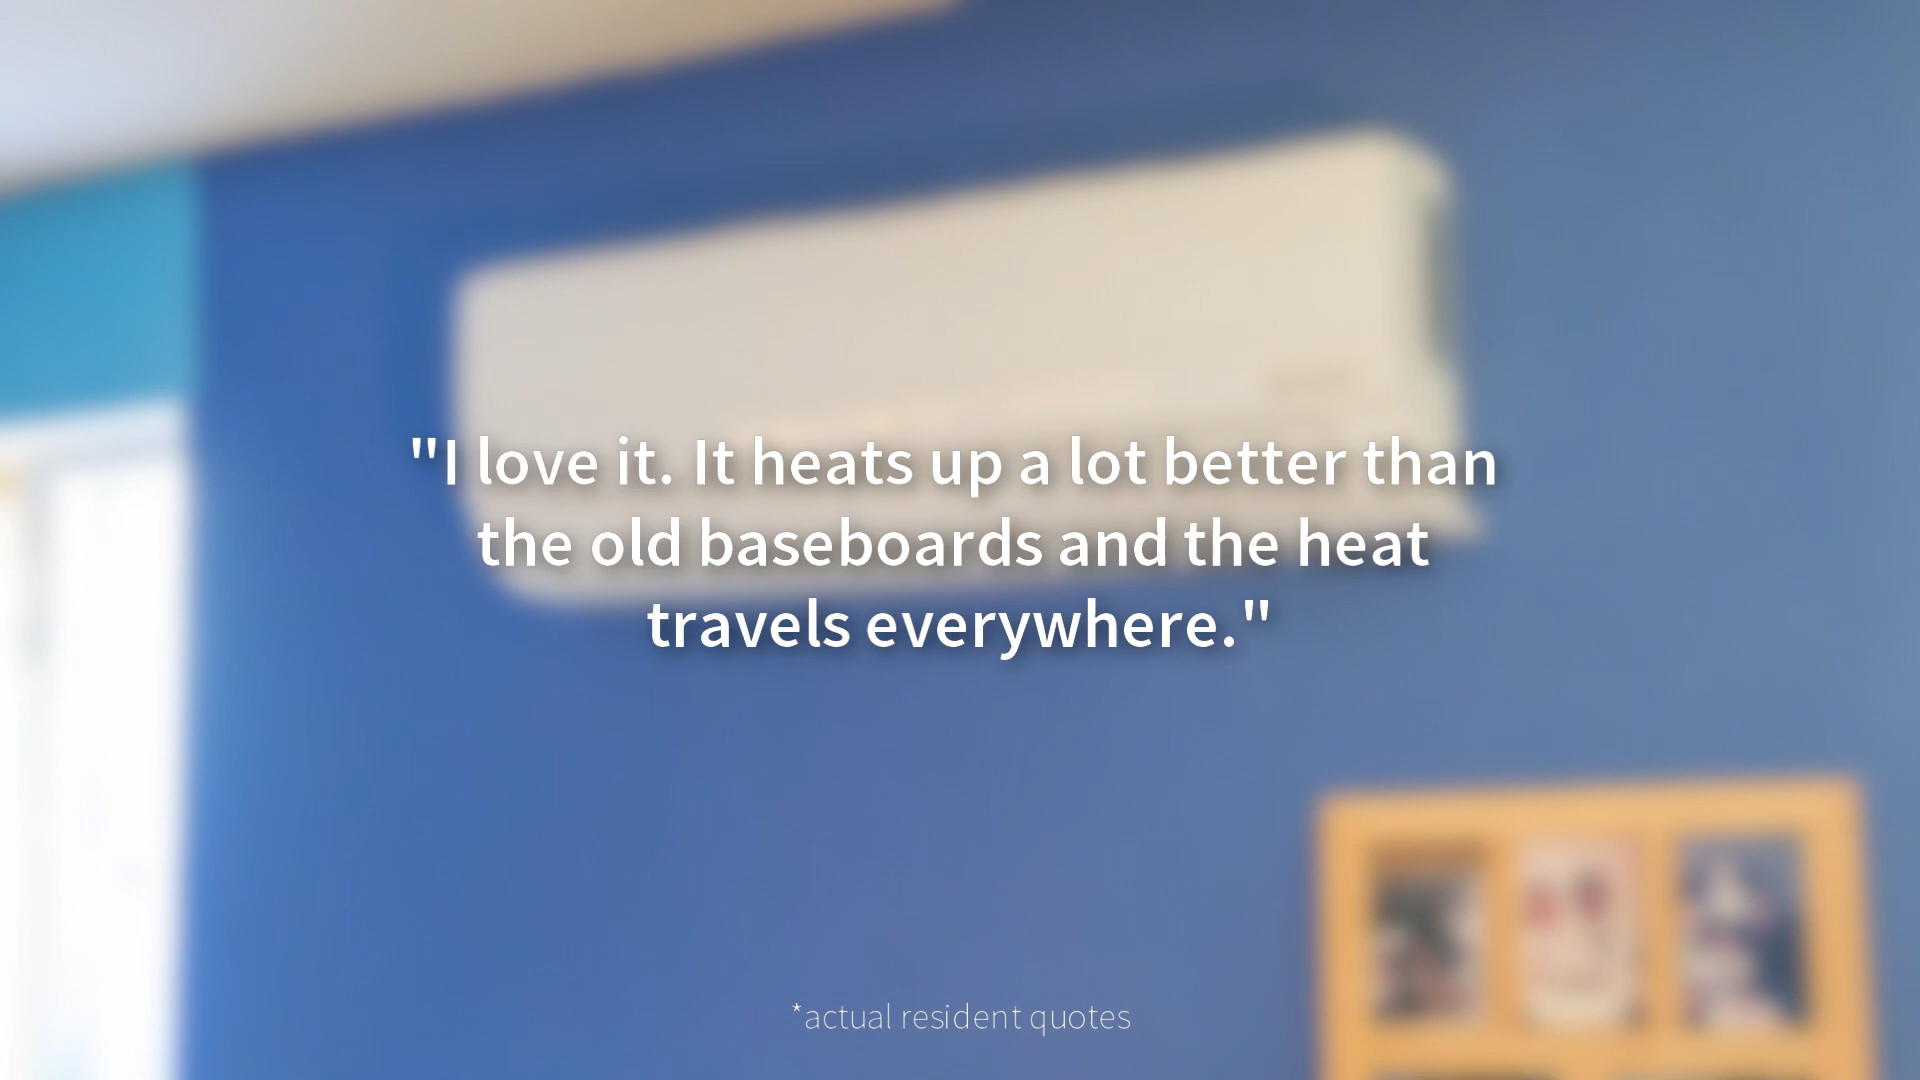 "I love it. It heats up a lot better than
the old baseboards and the heat
travels everywhere."
*actual resident quotes